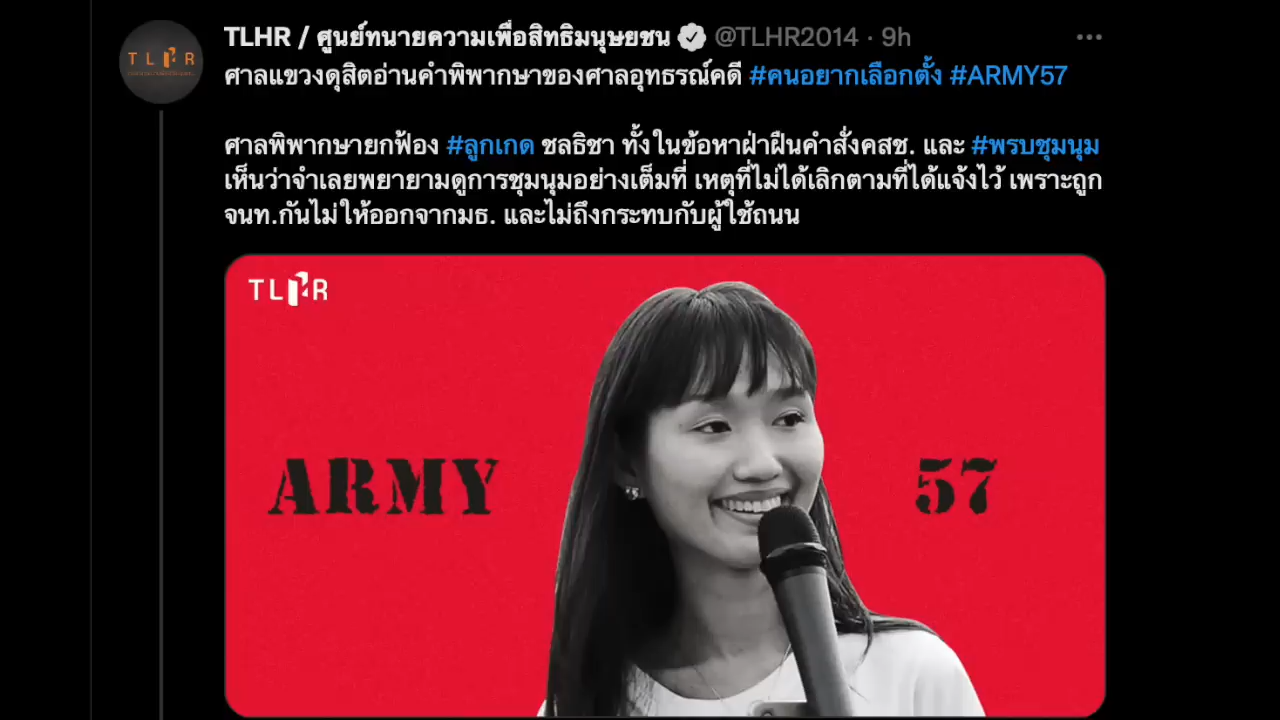 TLHR
TLHR / ศูนย์ทนายความเพื่อสิทธิมนุษยชน @TLHR2014 · 9h
ศาลแขวงดุสิตอ่านคำพิพากษาของศาลอุทธรณ์คดี #คนอยากเลือกตั้ง #ARMY57
ศาลพิพากษายกฟ้อง #ลูกเกด ชลธิชา ทั้งในข้อหาฝ่าฝืนคำสั่งคสช. และ #พรบชุมนุม
เห็นว่าจำเลยพยายามดูการชุมนุมอย่างเต็มที่ เหตุที่ไม่ได้เลิกตามที่ได้แจ้งไว้ เพราะถูก
จนท.กันไม่ให้ออกจากมธ. และไม่ถึงกระทบกับผู้ใช้ถนน
TLHR
ARMY 57